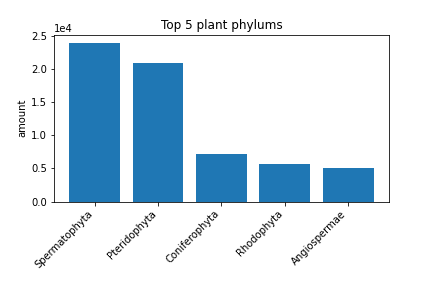 Top 5 plant phylums
1e4
2.5
2.0
1.5
1.0
0.5
0.0
amount
Spermatophyta
Pteridophyta
Coniferophyta
Rhodophyta
Angiospermae